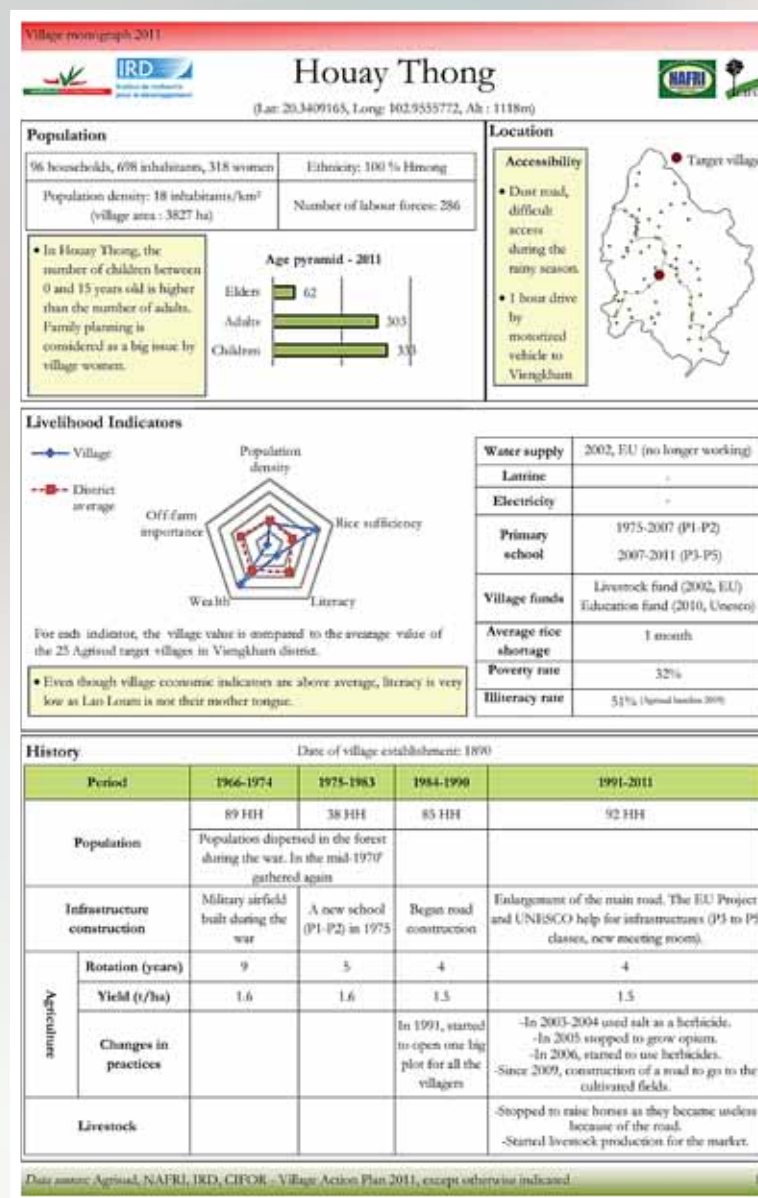 Village monograph 2011
IRD
Institut de recherche
pour le développement
Houay Thong
NAFRI
(Lat: 20.3409165, Long: 102.9555772, Alt : 1118m)
Population
96 households, 698 inhabitants, 318 women
Ethnicity: 100 % Hmong
Population density: 18 inhabitants/km²
(village area : 3827 ha)
Number of labour forces: 286
• In Houay Thong, the
number of children between
0 and 15 years old is higher
than the number of adults.
Family planning is
considered as a big issue by
village women.
Age pyramid - 2011
Elders 62
Adults 303
Children 333
Location
Accessibility
• Dust road,
difficult
access
during the
rainy season.
• 1 hour drive
by
motorized
vehicle to
Viengkham
Target village
Livelihood Indicators
Village
District
average
Population
density
Rice sufficiency
Literacy
Wealth
Off-farm
importance
For each indicator, the village value is compared to the average value of
the 25 Agrisud target villages in Viengkham district.
• Even though village economic indicators are above average, literacy is very
low as Lao Loum is not their mother tongue.
Water supply 2002, EU (no longer working)
Latrine -
Electricity -
Primary
school
1975-2007 (P1-P2)
2007-2011 (P3-P5)
Village funds
Livestock fund (2002, EU)
Education fund (2010, Unesco)
Average rice
shortage
1 month
Poverty rate 32%
Illiteracy rate 51% (Agrisud baseline 2009)
History
Date of village establishment: 1890
Period 1966-1974 1975-1983 1984-1990 1991-2011
Population
89 HH 38 HH 85 HH 92 HH
Population dispersed in the forest
during the war. In the mid-1970'
gathered again
Infrastructure
construction
Military airfield
built during the
war
A new school
(P1-P2) in 1975
Began road
construction
Enlargement of the main road. The EU Project
and UNESCO help for infrastructures (P3 to P5
classes, new meeting room).
Agriculture
Rotation (years) 9 5 4 4
Yield (t/ha) 1.6 1.6 1.5 1.5
Changes in
practices
In 1991, started
to open one big
plot for all the
villagers
-In 2003-2004 used salt as a herbicide.
-In 2005 stopped to grow opium.
-In 2006, started to use herbicides.
-Since 2009, construction of a road to go to the
cultivated fields.
Livestock
-Stopped to raise horses as they became useless
because of the road.
-Started livestock production for the market.
Data source: Agrisud, NAFRI, IRD, CIFOR - Village Action Plan 2011, except otherwise indicated